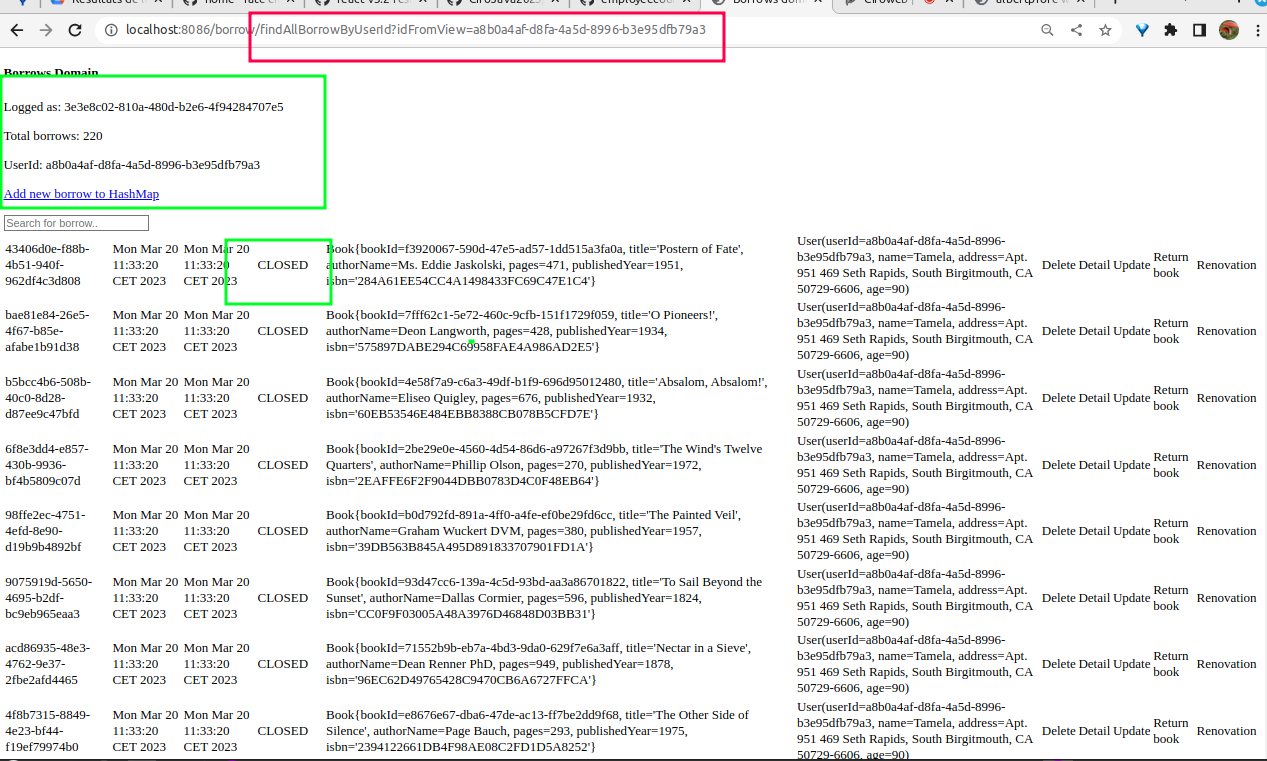 localhost:8086/borrow/findAllBorrowByUserId?idFromView=a8b0a4af-d8fa-4a5d-8996-b3e95dfb79a3
Borrows Domain
Logged as: 3e3e8c02-810a-480d-b2e6-4f94284707e5
Total borrows: 220
UserId: a8b0a4af-d8fa-4a5d-8996-b3e95dfb79a3
Add new borrow to HashMap
Search for borrow..
43406d0e-f88b-4b51-940f-962df4c3d808 Mon Mar 20 11:33:20 CET 2023 Mon Mar 20 11:33:20 CET 2023 CLOSED Book{bookId=f3920067-590d-47e5-ad57-1dd515a3fa0a, title='Postern of Fate', authorName=Ms. Eddie Jaskolski, pages=471, publishedYear=1951, isbn='284A61EE54CC4A1498433FC69C47E1C4'} User(userId=a8b0a4af-d8fa-4a5d-8996-b3e95dfb79a3, name=Tamela, address=Apt. 951 469 Seth Rapids, South Birgitmouth, CA 50729-6606, age=90) Delete Detail Update Return book Renovation
bae81e84-26e5-4f67-b85e-afabe1b91d38 Mon Mar 20 11:33:20 CET 2023 Mon Mar 20 11:33:20 CET 2023 CLOSED Book{bookId=7fff62c1-5e72-460c-9cfb-151f1729f059, title='O Pioneers!', authorName=Deon Langworth, pages=428, publishedYear=1934, isbn='575897DABE294C69958FAE4A986AD2E5'} User(userId=a8b0a4af-d8fa-4a5d-8996-b3e95dfb79a3, name=Tamela, address=Apt. 951 469 Seth Rapids, South Birgitmouth, CA 50729-6606, age=90) Delete Detail Update Return book Renovation
b5bcc4b6-508b-40c0-8d28-d87ee9c47bfd Mon Mar 20 11:33:20 CET 2023 Mon Mar 20 11:33:20 CET 2023 CLOSED Book{bookId=4e58f7a9-c6a3-49df-b1f9-696d95012480, title='Absalom, Absalom!', authorName=Eliseo Quigley, pages=676, publishedYear=1932, isbn='60EB53546E484EBB8388CB078B5CFD7E'} User(userId=a8b0a4af-d8fa-4a5d-8996-b3e95dfb79a3, name=Tamela, address=Apt. 951 469 Seth Rapids, South Birgitmouth, CA 50729-6606, age=90) Delete Detail Update Return book Renovation
6f8e3dd4-e857-430b-9936-bf4b5809c07d Mon Mar 20 11:33:20 CET 2023 Mon Mar 20 11:33:20 CET 2023 CLOSED Book{bookId=2be29e0e-4560-4d54-86d6-a97267f3d9bb, title='The Wind's Twelve Quarters', authorName=Phillip Olson, pages=270, publishedYear=1972, isbn='2EAFFE6F2F9044DBB0783D4C0F48EB64'} User(userId=a8b0a4af-d8fa-4a5d-8996-b3e95dfb79a3, name=Tamela, address=Apt. 951 469 Seth Rapids, South Birgitmouth, CA 50729-6606, age=90) Delete Detail Update Return book Renovation
98ffe2ec-4751-4efd-8e90-d19b9b4892bf Mon Mar 20 11:33:20 CET 2023 Mon Mar 20 11:33:20 CET 2023 CLOSED Book{bookId=b0d792fd-891a-4ff0-a4fe-ef0be29fd6cc, title='The Painted Veil', authorName=Graham Wuckert DVM, pages=380, publishedYear=1957, isbn='39DB563B845A495D891833707901FD1A'} User(userId=a8b0a4af-d8fa-4a5d-8996-b3e95dfb79a3, name=Tamela, address=Apt. 951 469 Seth Rapids, South Birgitmouth, CA 50729-6606, age=90) Delete Detail Update Return book Renovation
9075919d-5650-4695-b2df-bc9eb965eaa3 Mon Mar 20 11:33:20 CET 2023 Mon Mar 20 11:33:20 CET 2023 CLOSED Book{bookId=93d47cc6-139a-4c5d-93bd-aa3a86701822, title='To Sail Beyond the Sunset', authorName=Dallas Cormier, pages=596, publishedYear=1824, isbn='CC0F9F03005A48A3976D46848D03BB31'} User(userId=a8b0a4af-d8fa-4a5d-8996-b3e95dfb79a3, name=Tamela, address=Apt. 951 469 Seth Rapids, South Birgitmouth, CA 50729-6606, age=90) Delete Detail Update Return book Renovation
acd86935-48e3-4762-9e37-2fbe2afd4465 Mon Mar 20 11:33:20 CET 2023 Mon Mar 20 11:33:20 CET 2023 CLOSED Book{bookId=71552b9b-eb7a-4bd3-9da0-629f7e6a3aff, title='Nectar in a Sieve', authorName=Dean Renner PhD, pages=949, publishedYear=1878, isbn='96EC62D49765428C9470CB6A6727FFCA'} User(userId=a8b0a4af-d8fa-4a5d-8996-b3e95dfb79a3, name=Tamela, address=Apt. 951 469 Seth Rapids, South Birgitmouth, CA 50729-6606, age=90) Delete Detail Update Return book Renovation
4f8b7315-8849-4e23-bf44-f19ef79974b0 Mon Mar 20 11:33:20 CET 2023 Mon Mar 20 11:33:20 CET 2023 CLOSED Book{bookId=e8676e67-dba6-47de-ac13-ff7be2dd9f68, title='The Other Side of Silence', authorName=Page Bauch, pages=293, publishedYear=1975, isbn='2394122661DB4F98AE08C2FD1D5A8252'} User(userId=a8b0a4af-d8fa-4a5d-8996-b3e95dfb79a3, name=Tamela, address=Apt. 951 469 Seth Rapids, South Birgitmouth, CA 50729-6606, age=90) Delete Detail Update Return book Renovation